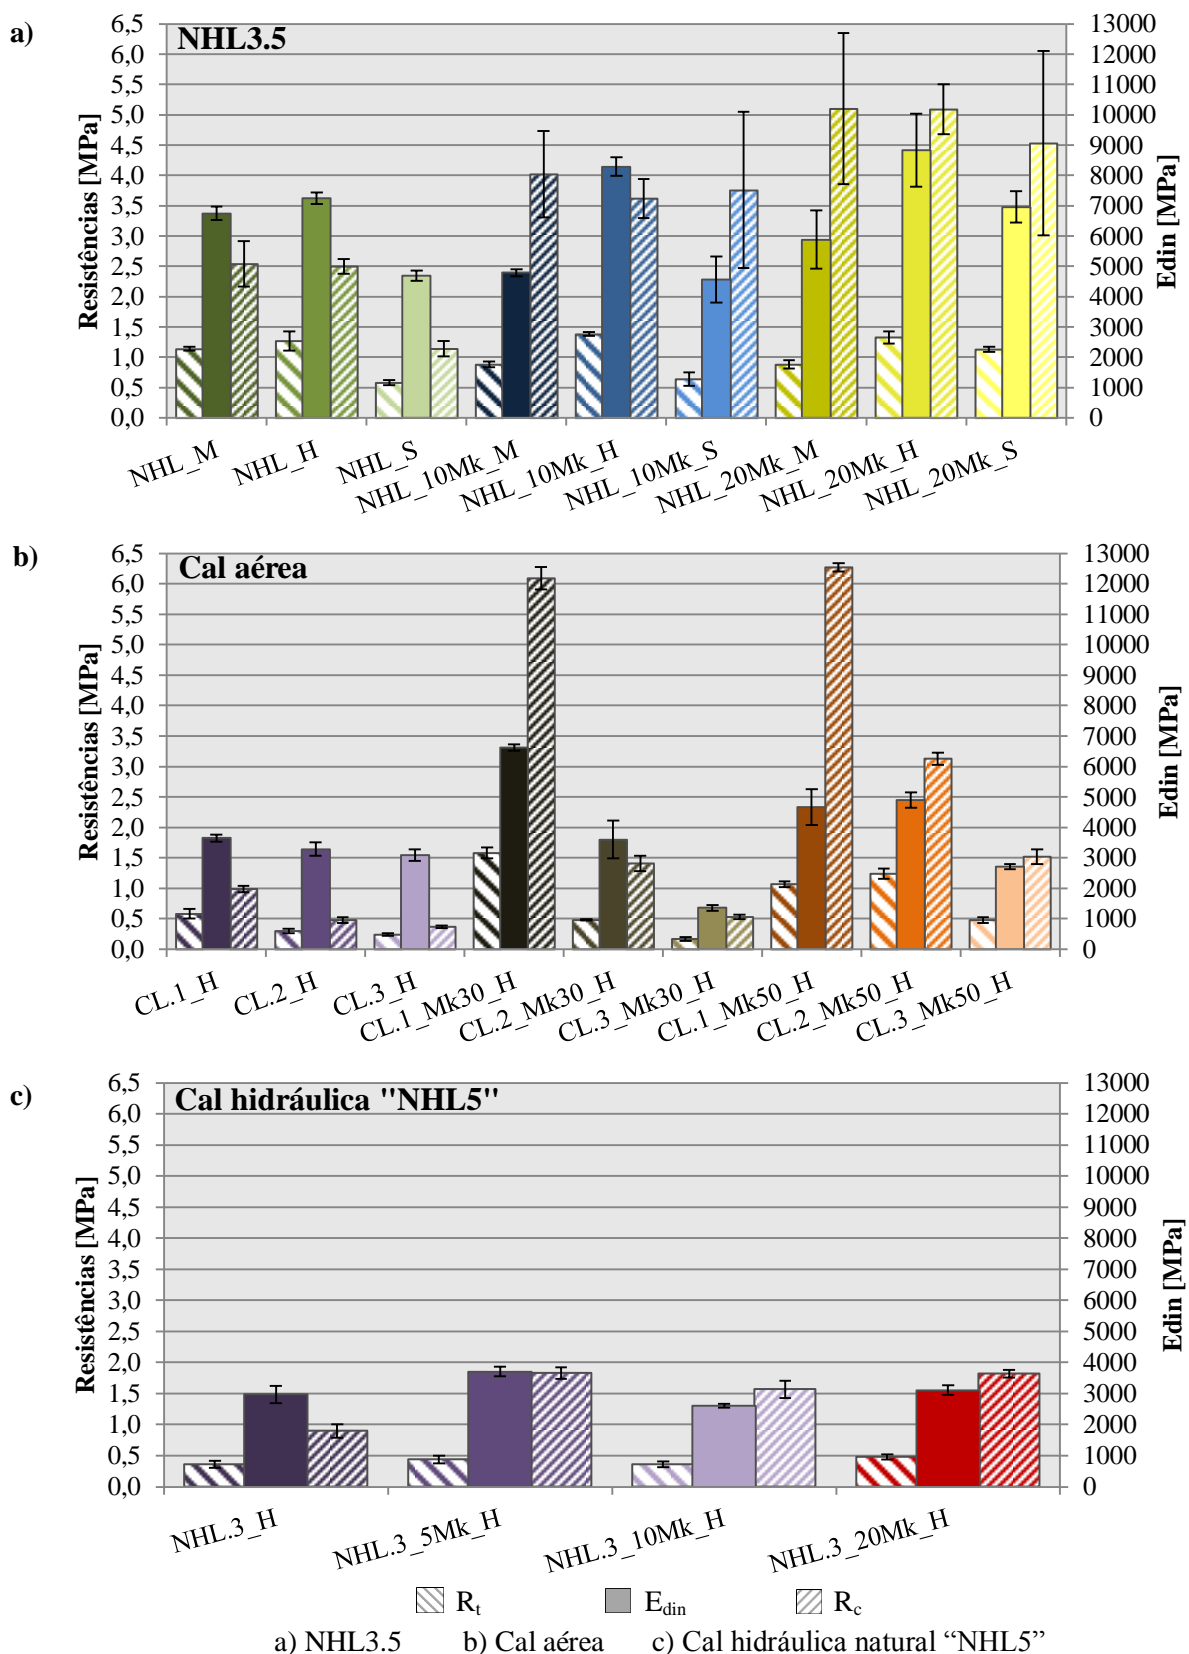 a)
NHL3.5
Resistências [MPa]
6,5
6,0
5,5
5,0
4,5
4,0
3,5
3,0
2,5
2,0
1,5
1,0
0,5
0,0
13000
12000
11000
10000
9000
8000
7000
6000
5000
4000
3000
2000
1000
0
Edin [MPa]
NHL_M
NHL_H
NHL_S
NHL_10Mk_M
NHL_10Mk_H
NHL_10Mk_S
NHL_20Mk_M
NHL_20Mk_H
NHL_20Mk_S
b)
Cal aérea
Resistências [MPa]
6,5
6,0
5,5
5,0
4,5
4,0
3,5
3,0
2,5
2,0
1,5
1,0
0,5
0,0
13000
12000
11000
10000
9000
8000
7000
6000
5000
4000
3000
2000
1000
0
Edin [MPa]
CL.1_H
CL.2_H
CL.3_H
CL.1_Mk30_H
CL.2_Mk30_H
CL.3_Mk30_H
CL.1_Mk50_H
CL.2_Mk50_H
CL.3_Mk50_H
c)
Cal hidráulica "NHL5"
Resistências [MPa]
6,5
6,0
5,5
5,0
4,5
4,0
3,5
3,0
2,5
2,0
1,5
1,0
0,5
0,0
13000
12000
11000
10000
9000
8000
7000
6000
5000
4000
3000
2000
1000
0
Edin [MPa]
NHL.3_H
NHL.3_5Mk_H
NHL.3_10Mk_H
NHL.3_20Mk_H
Rt Edin Rc
a) NHL3.5 b) Cal aérea c) Cal hidráulica natural “NHL5”